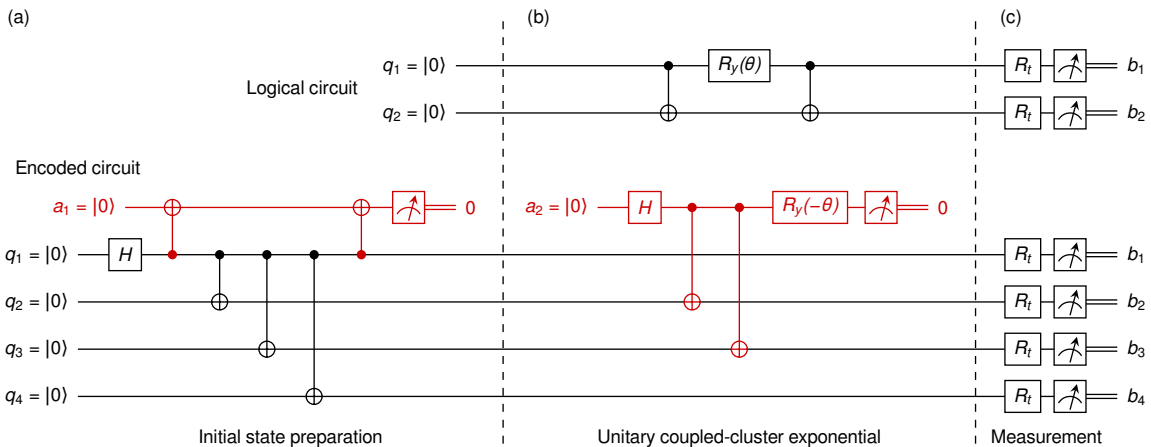 (a) (b) (c)
q₁ = |0⟩ R_y(θ) R_t b₁
Logical circuit
q₂ = |0⟩ R_t b₂
Encoded circuit
a₁ = |0⟩ 0 a₂ = |0⟩ H R_y(−θ) 0
q₁ = |0⟩ H R_t b₁
q₂ = |0⟩ R_t b₂
q₃ = |0⟩ R_t b₃
q₄ = |0⟩ R_t b₄
Initial state preparation Unitary coupled-cluster exponential Measurement